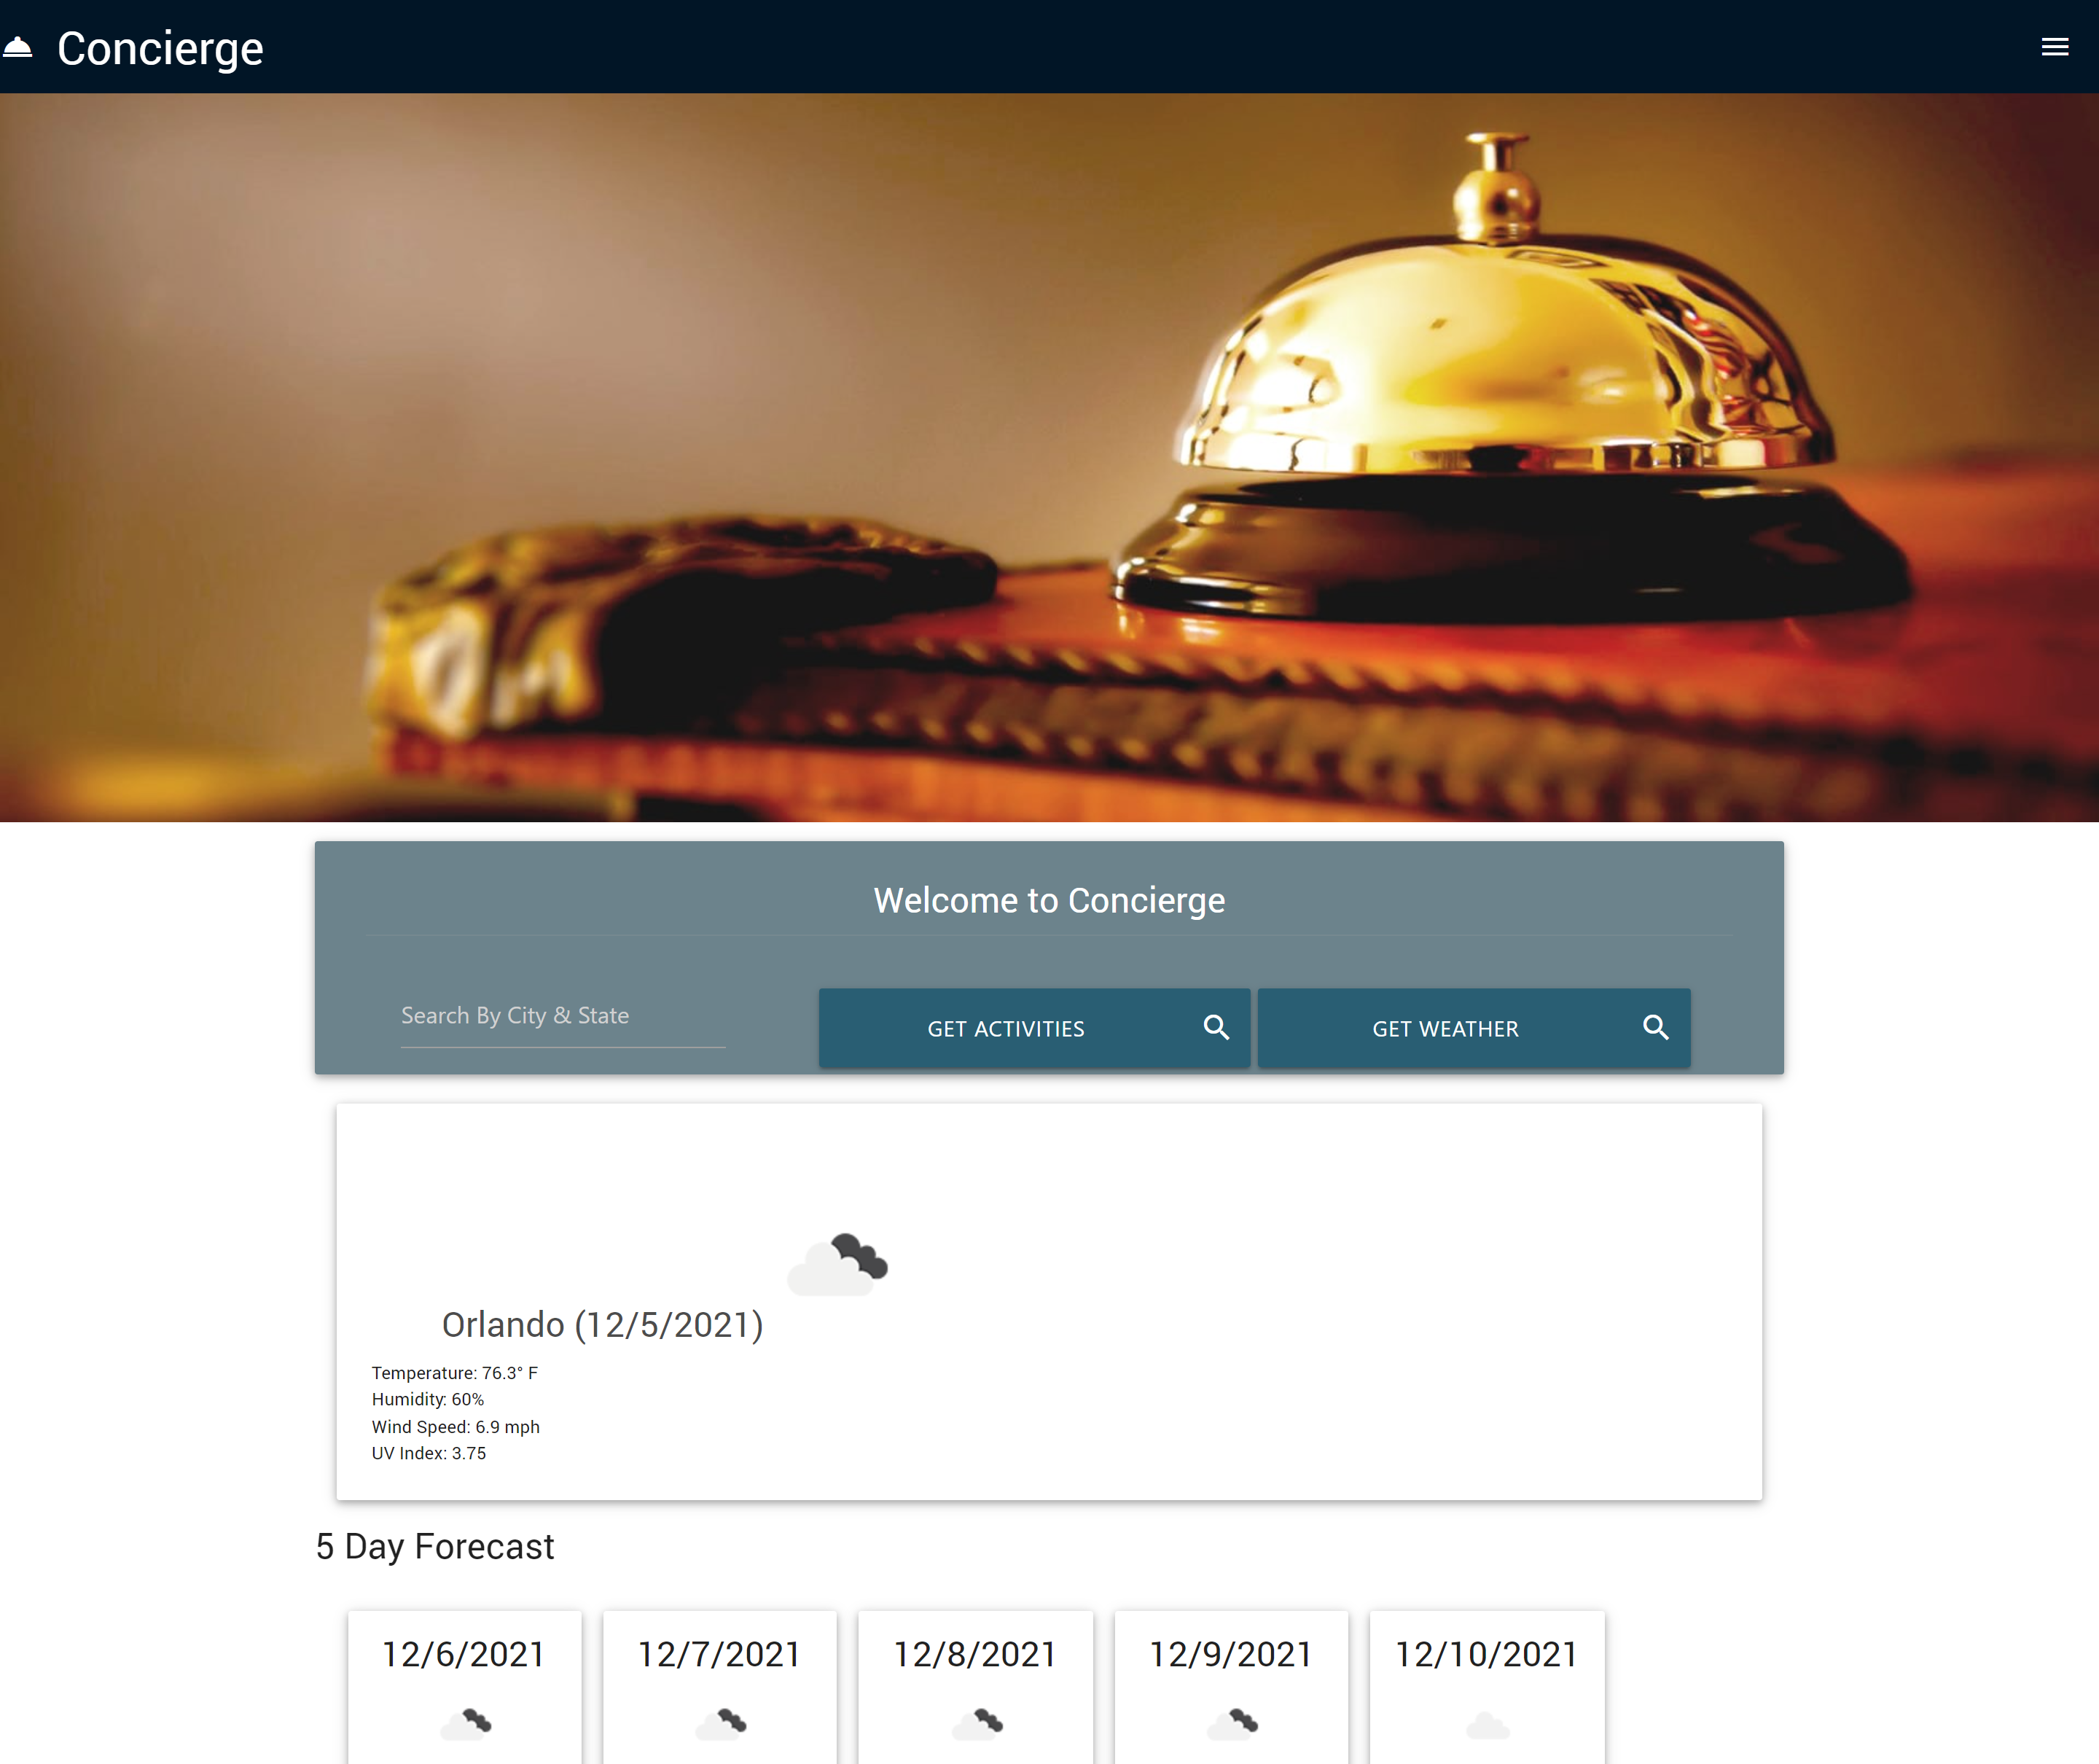 Concierge
Welcome to Concierge
Search By City & State
GET ACTIVITIES
GET WEATHER
Orlando (12/5/2021)
Temperature: 76.3° F
Humidity: 60%
Wind Speed: 6.9 mph
UV Index: 3.75
5 Day Forecast
12/6/2021
12/7/2021
12/8/2021
12/9/2021
12/10/2021